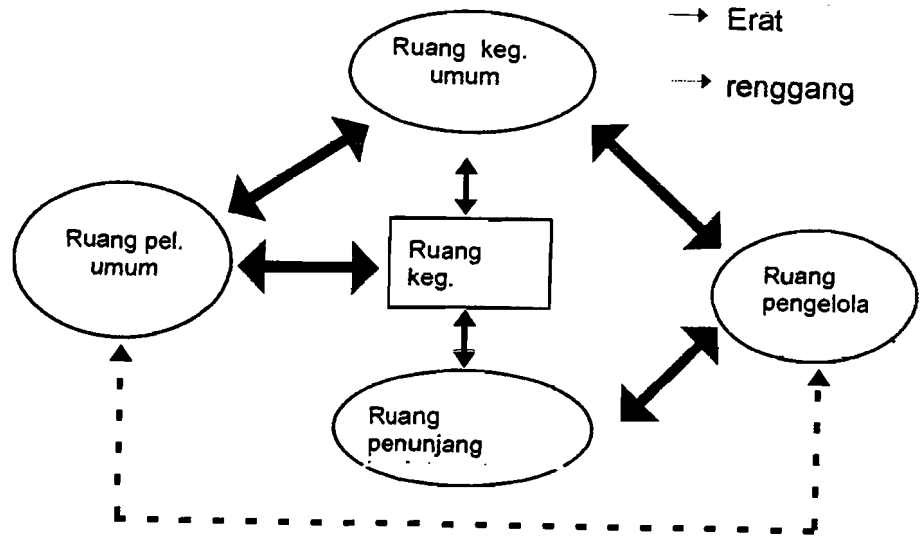 Erat
renggang
Ruang keg.
umum
Ruang pel.
umum
Ruang
keg.
Ruang
pengelola
Ruang
penunjang